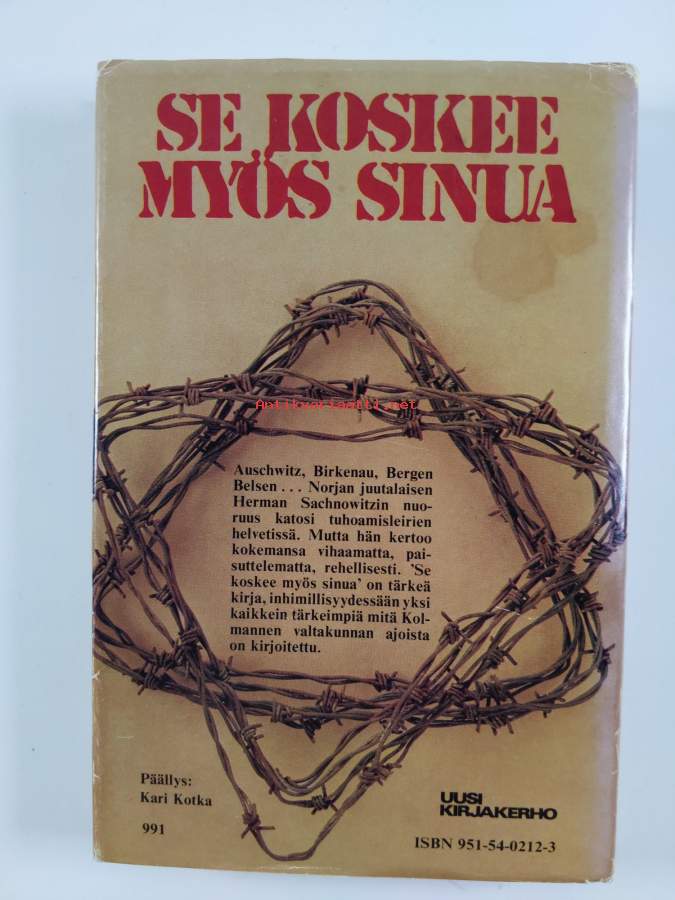 SE KOSKEE
MYÖS SINUA
Antikvariaatti.net
Auschwitz, Birkenau, Bergen
Belsen . . . Norjan juutalaisen
Herman Sachnowitzin nuo-
ruus katosi tuhoamisleirien
helvetissä. Mutta hän kertoo
kokemansa vihaamatta, pai-
suttelematta, rehellisesti. 'Se
koskee myös sinua' on tärkeä
kirja, inhimillisyydessään yksi
kaikkein tärkeimpiä mitä Kol-
mannen valtakunnan ajoista
on kirjoitettu.
Päällys:
Kari Kotka
991
UUSI
KIRJAKERHO
ISBN 951-54-0212-3